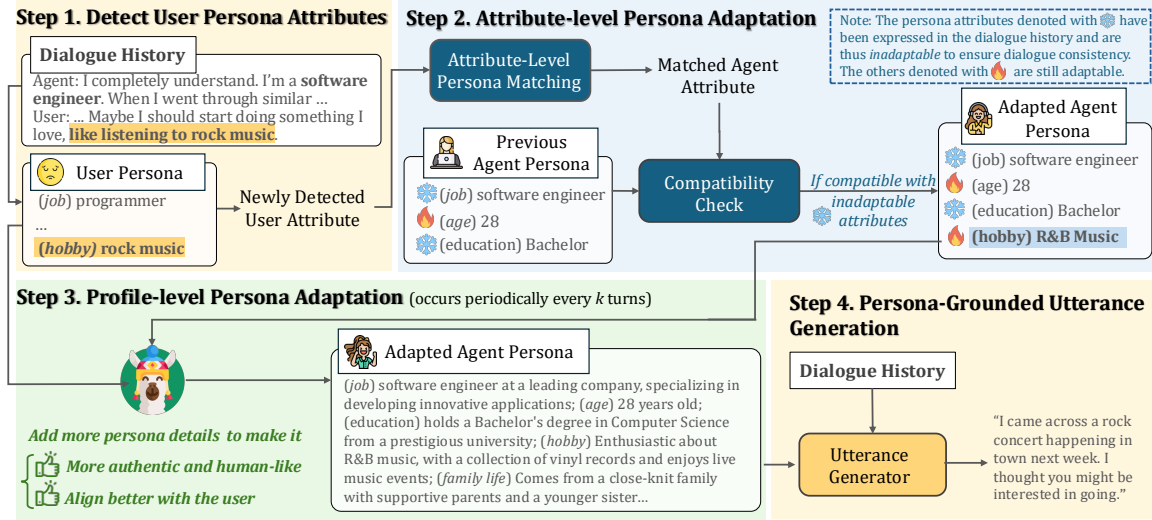 Step 1. Detect User Persona Attributes
Dialogue History
Agent: I completely understand. I'm a software
engineer. When I went through similar ...
User: ... Maybe I should start doing something I
love, like listening to rock music.
User Persona
(job) programmer
...
(hobby) rock music
Newly Detected
User Attribute
Step 2. Attribute-level Persona Adaptation
Note: The persona attributes denoted with have
been expressed in the dialogue history and are
thus inadaptable to ensure dialogue consistency.
The others denoted with are still adaptable.
Attribute-Level
Persona Matching
Matched Agent
Attribute
Previous
Agent Persona
(job) software engineer
(age) 28
(education) Bachelor
Compatibility
Check
If compatible with
inadaptable
attributes
Adapted Agent
Persona
(job) software engineer
(age) 28
(education) Bachelor
(hobby) R&B Music
Step 3. Profile-level Persona Adaptation (occurs periodically every k turns)
Add more persona details to make it
More authentic and human-like
Align better with the user
Adapted Agent Persona
(job) software engineer at a leading company, specializing in
developing innovative applications; (age) 28 years old;
(education) holds a Bachelor's degree in Computer Science
from a prestigious university; (hobby) Enthusiastic about
R&B music, with a collection of vinyl records and enjoys live
music events; (family life) Comes from a close-knit family
with supportive parents and a younger sister...
Step 4. Persona-Grounded Utterance
Generation
Dialogue History
Utterance
Generator
"I came across a rock
concert happening in
town next week. I
thought you might be
interested in going."